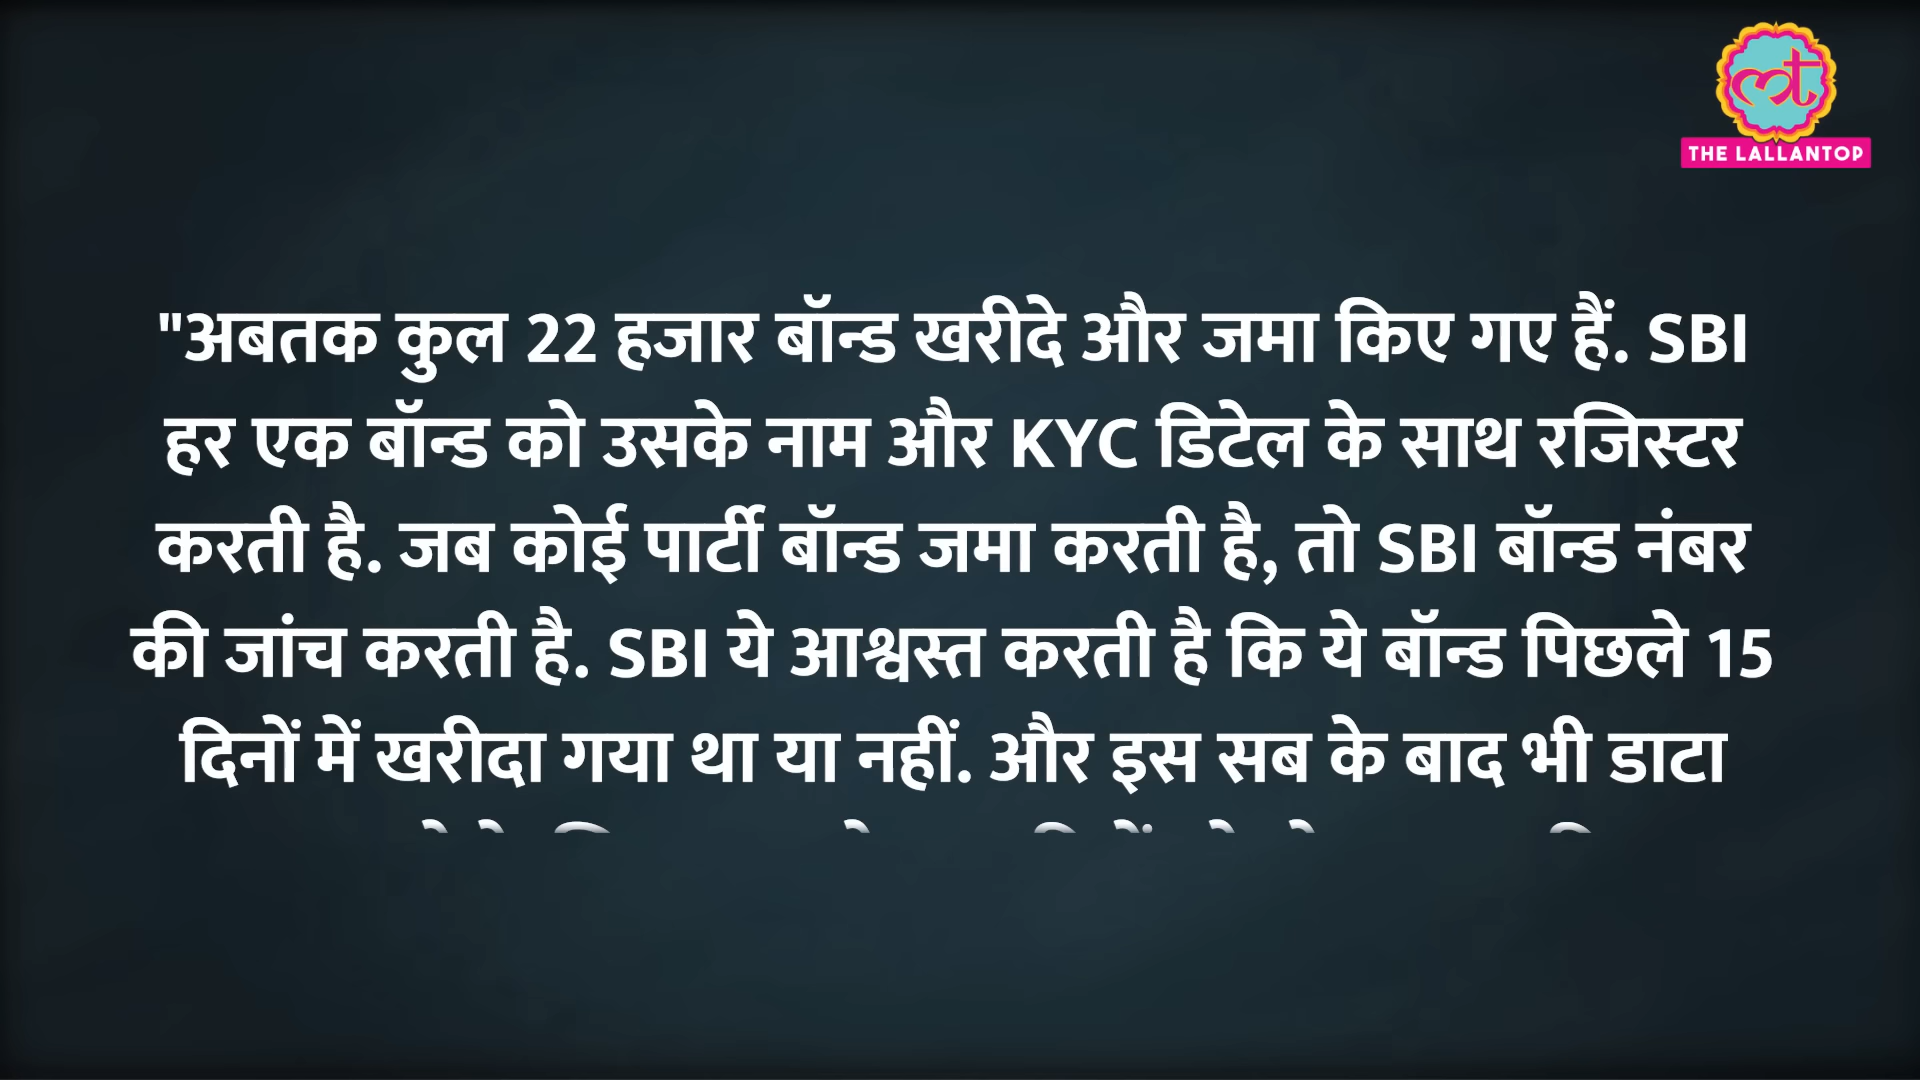 THE LALLANTOP
"अबतक कुल 22 हजार बॉन्ड खरीदे और जमा किए गए हैं. SBI
हर एक बॉन्ड को उसके नाम और KYC डिटेल के साथ रजिस्टर
करती है. जब कोई पार्टी बॉन्ड जमा करती है, तो SBI बॉन्ड नंबर
की जांच करती है. SBI ये आश्वस्त करती है कि ये बॉन्ड पिछले 15
दिनों में खरीदा गया था या नहीं. और इस सब के बाद भी डाटा